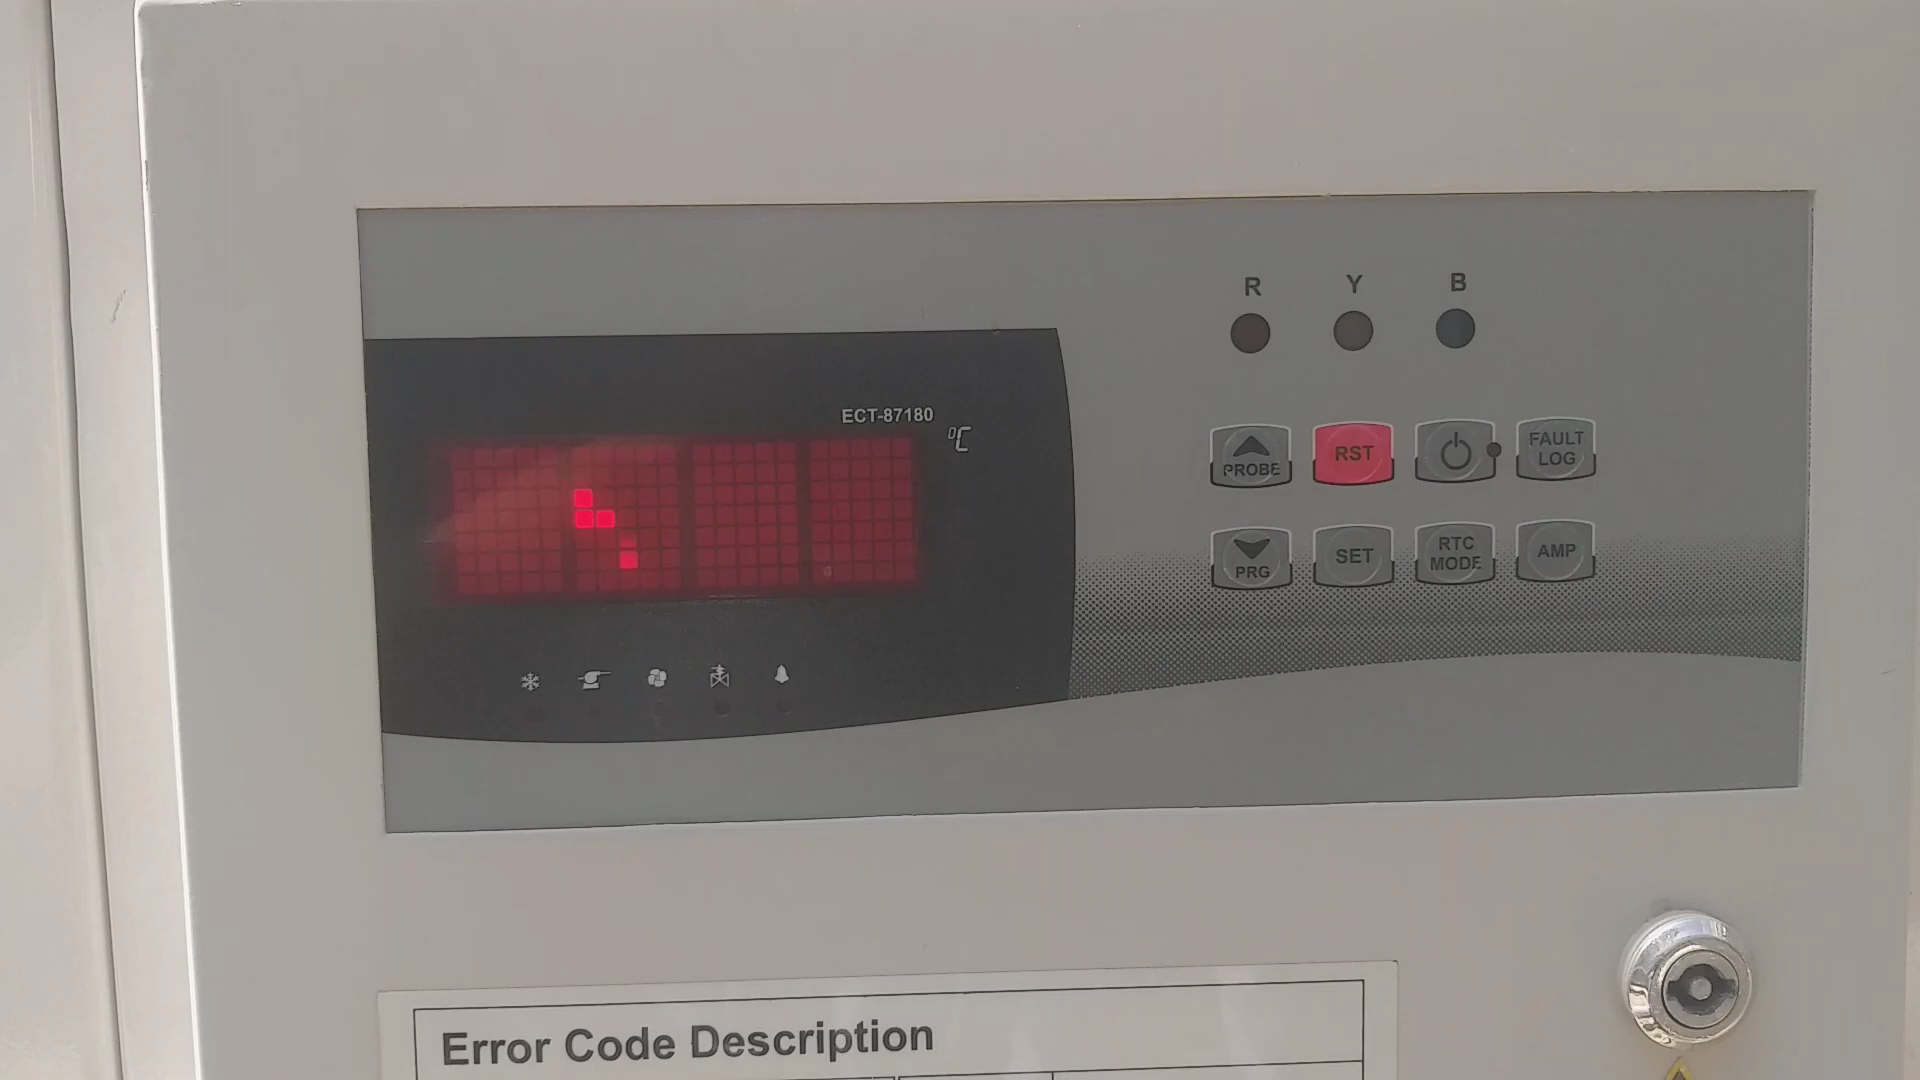 R Y B
ECT-87180
°C
PROBE RST FAULT LOG
PRG SET RTC MODE AMP
Error Code Description